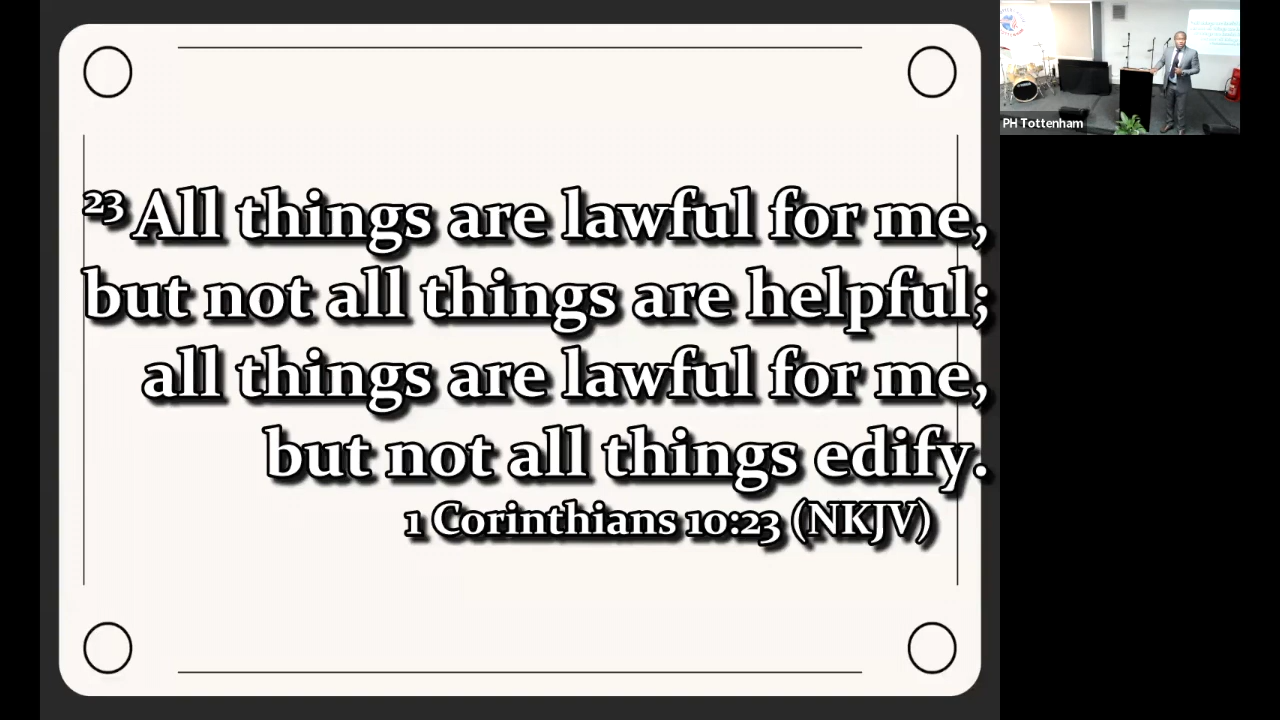 ²³ All things are lawful for me,
but not all things are helpful;
all things are lawful for me,
but not all things edify.
1 Corinthians 10:23 (NKJV)
PH Tottenham